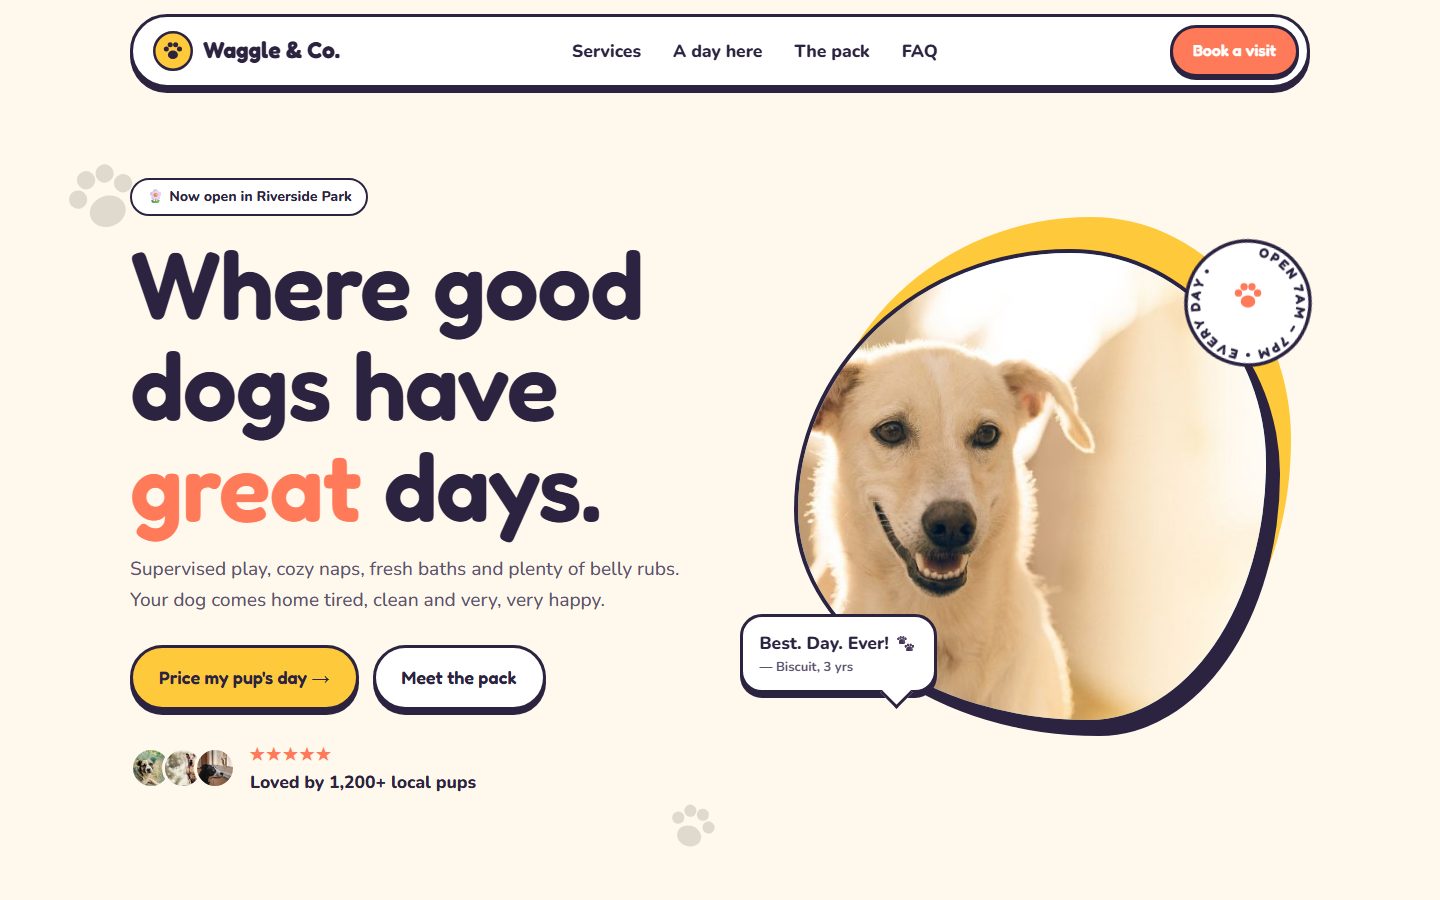 Waggle & Co.
Services
A day here
The pack
FAQ
Book a visit
Now open in Riverside Park
Where good
dogs have
great days.
Supervised play, cozy naps, fresh baths and plenty of belly rubs.
Your dog comes home tired, clean and very, very happy.
Price my pup's day →
Meet the pack
★★★★★
Loved by 1,200+ local pups
OPEN 7AM – 7PM • EVERY DAY •
Best. Day. Ever! 🐾
— Biscuit, 3 yrs